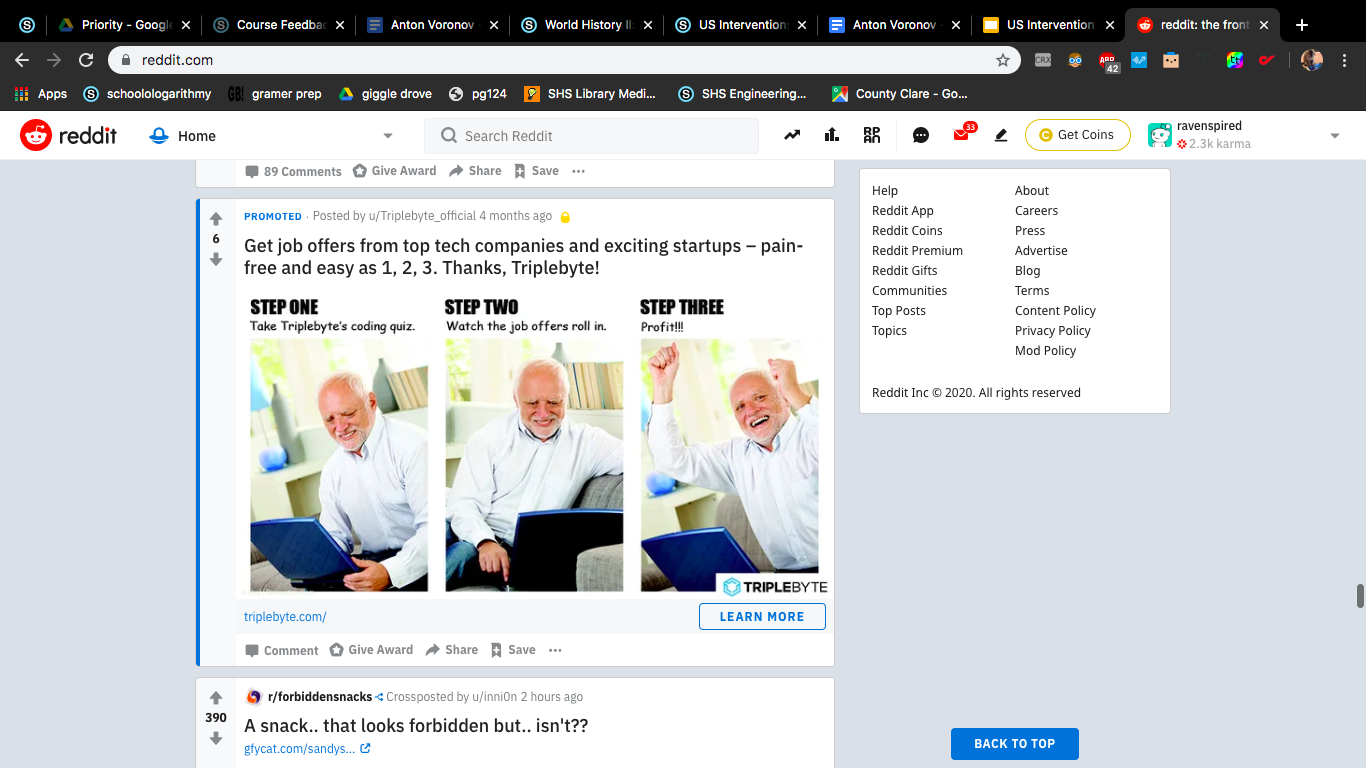 Priority - Google
Course Feedbac
Anton Voronov
World History II:
US Intervention
Anton Voronov
US Intervention
reddit: the front
reddit.com
CRX
ABP
42
Apps
schoolologarithmy
GB!
gramer prep
giggle drove
pg124
SHS Library Medi...
SHS Engineering...
County Clare - Go...
reddit
Home
Search Reddit
33
Get Coins
ravenspired
2.3k karma
89 Comments
Give Award
Share
Save
Help
About
Reddit App
Careers
Reddit Coins
Press
Reddit Premium
Advertise
Reddit Gifts
Blog
Communities
Terms
Top Posts
Content Policy
Topics
Privacy Policy
Mod Policy
Reddit Inc © 2020. All rights reserved
6
PROMOTED · Posted by u/Triplebyte_official 4 months ago
Get job offers from top tech companies and exciting startups – pain-
free and easy as 1, 2, 3. Thanks, Triplebyte!
STEP ONE
Take Triplebyte's coding quiz.
STEP TWO
Watch the job offers roll in.
STEP THREE
Profit!!!
TRIPLEBYTE
triplebyte.com/
LEARN MORE
Comment
Give Award
Share
Save
390
r/forbiddensnacks
Crossposted by u/inni0n 2 hours ago
A snack.. that looks forbidden but.. isn't??
gfycat.com/sandys...
BACK TO TOP